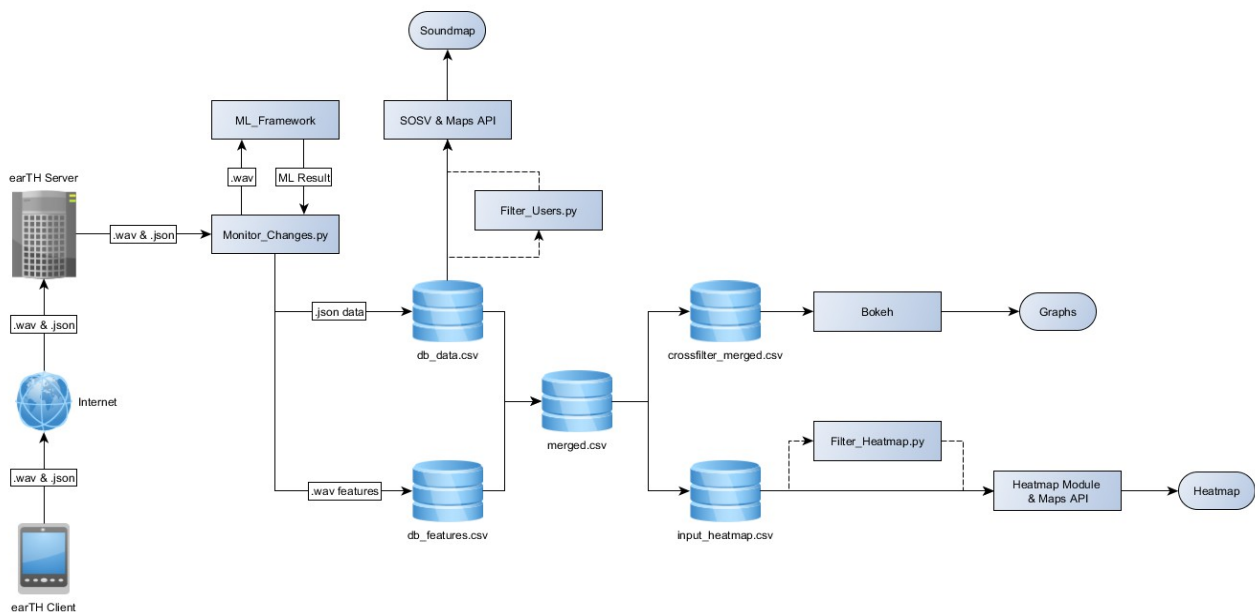 Soundmap
ML_Framework
SOSV & Maps API
.wav
ML Result
earTH Server
Filter_Users.py
.wav & .json
Monitor_Changes.py
.json data
.wav & .json
Bokeh
Graphs
db_data.csv
crossfilter_merged.csv
Internet
merged.csv
Filter_Heatmap.py
.wav & .json
.wav features
Heatmap Module
& Maps API
Heatmap
db_features.csv
input_heatmap.csv
earTH Client